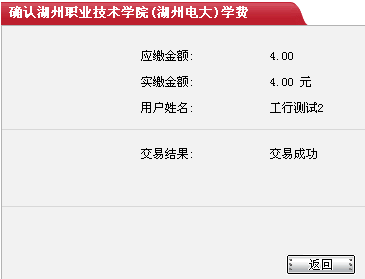 确认湖州职业技术学院(湖州电大)学费
应缴金额: 4.00
实缴金额: 4.00 元
用户姓名: 工行测试2
交易结果: 交易成功
返回